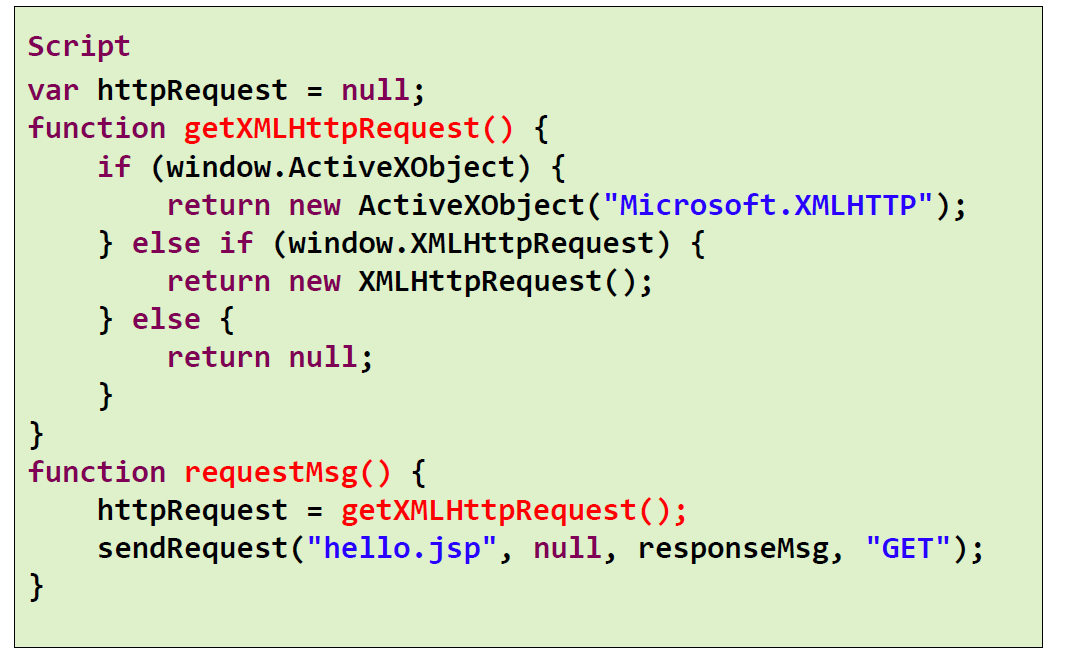 Script
var httpRequest = null;
function getXMLHttpRequest() {
    if (window.ActiveXObject) {
        return new ActiveXObject("Microsoft.XMLHTTP");
    } else if (window.XMLHttpRequest) {
        return new XMLHttpRequest();
    } else {
        return null;
    }
}
function requestMsg() {
    httpRequest = getXMLHttpRequest();
    sendRequest("hello.jsp", null, responseMsg, "GET");
}